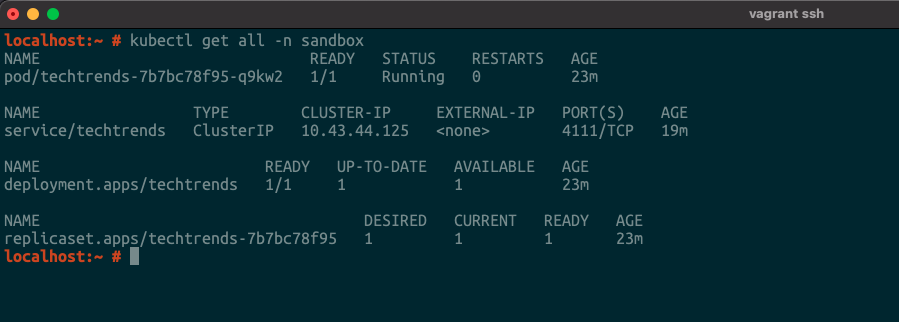 vagrant ssh
localhost:~ # kubectl get all -n sandbox
NAME                              READY   STATUS    RESTARTS   AGE
pod/techtrends-7b7bc78f95-q9kw2   1/1     Running   0          23m

NAME                 TYPE        CLUSTER-IP     EXTERNAL-IP   PORT(S)    AGE
service/techtrends   ClusterIP   10.43.44.125   <none>        4111/TCP   19m

NAME                         READY   UP-TO-DATE   AVAILABLE   AGE
deployment.apps/techtrends   1/1     1            1           23m

NAME                                    DESIRED   CURRENT   READY   AGE
replicaset.apps/techtrends-7b7bc78f95   1         1         1       23m
localhost:~ #